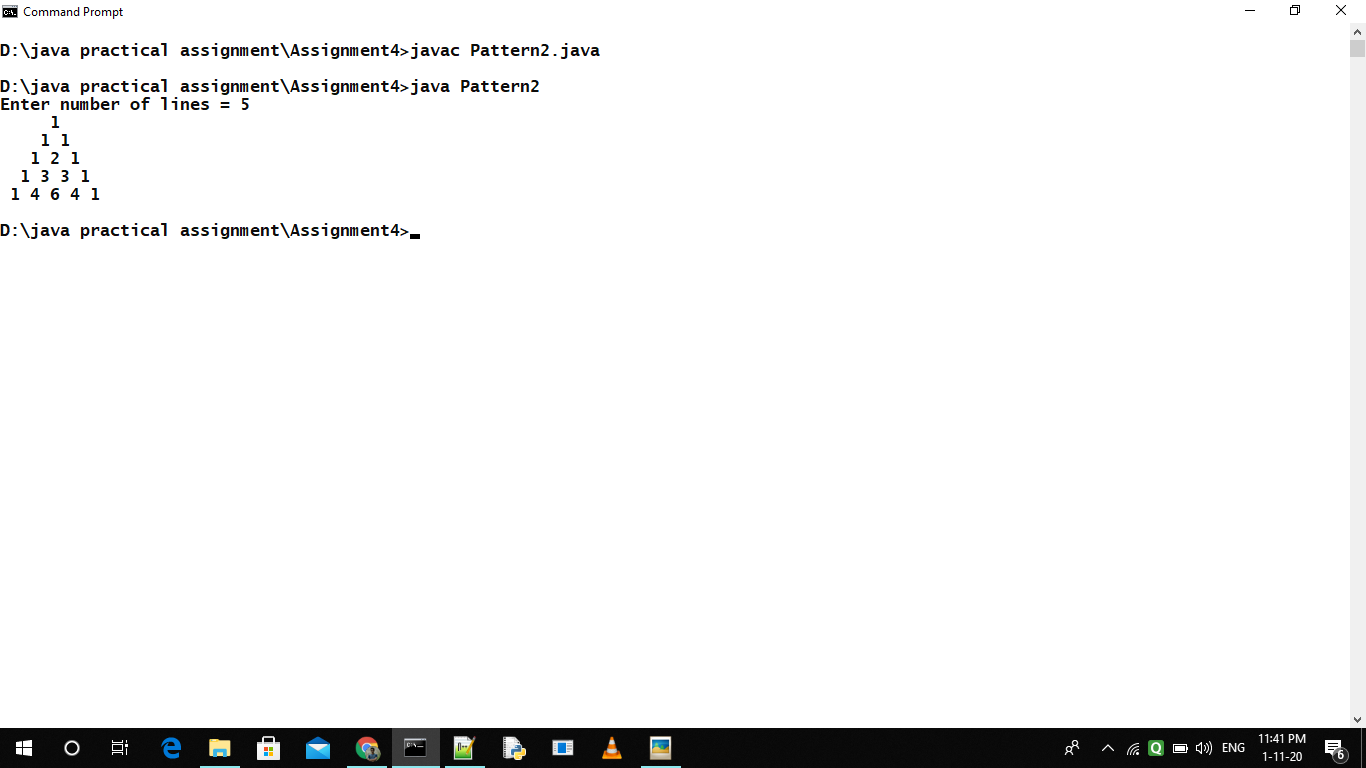 Command Prompt
D:\java practical assignment\Assignment4>javac Pattern2.java
D:\java practical assignment\Assignment4>java Pattern2
Enter number of lines = 5
1
1 1
1 2 1
1 3 3 1
1 4 6 4 1
D:\java practical assignment\Assignment4>
ENG
11:41 PM
1-11-20
6